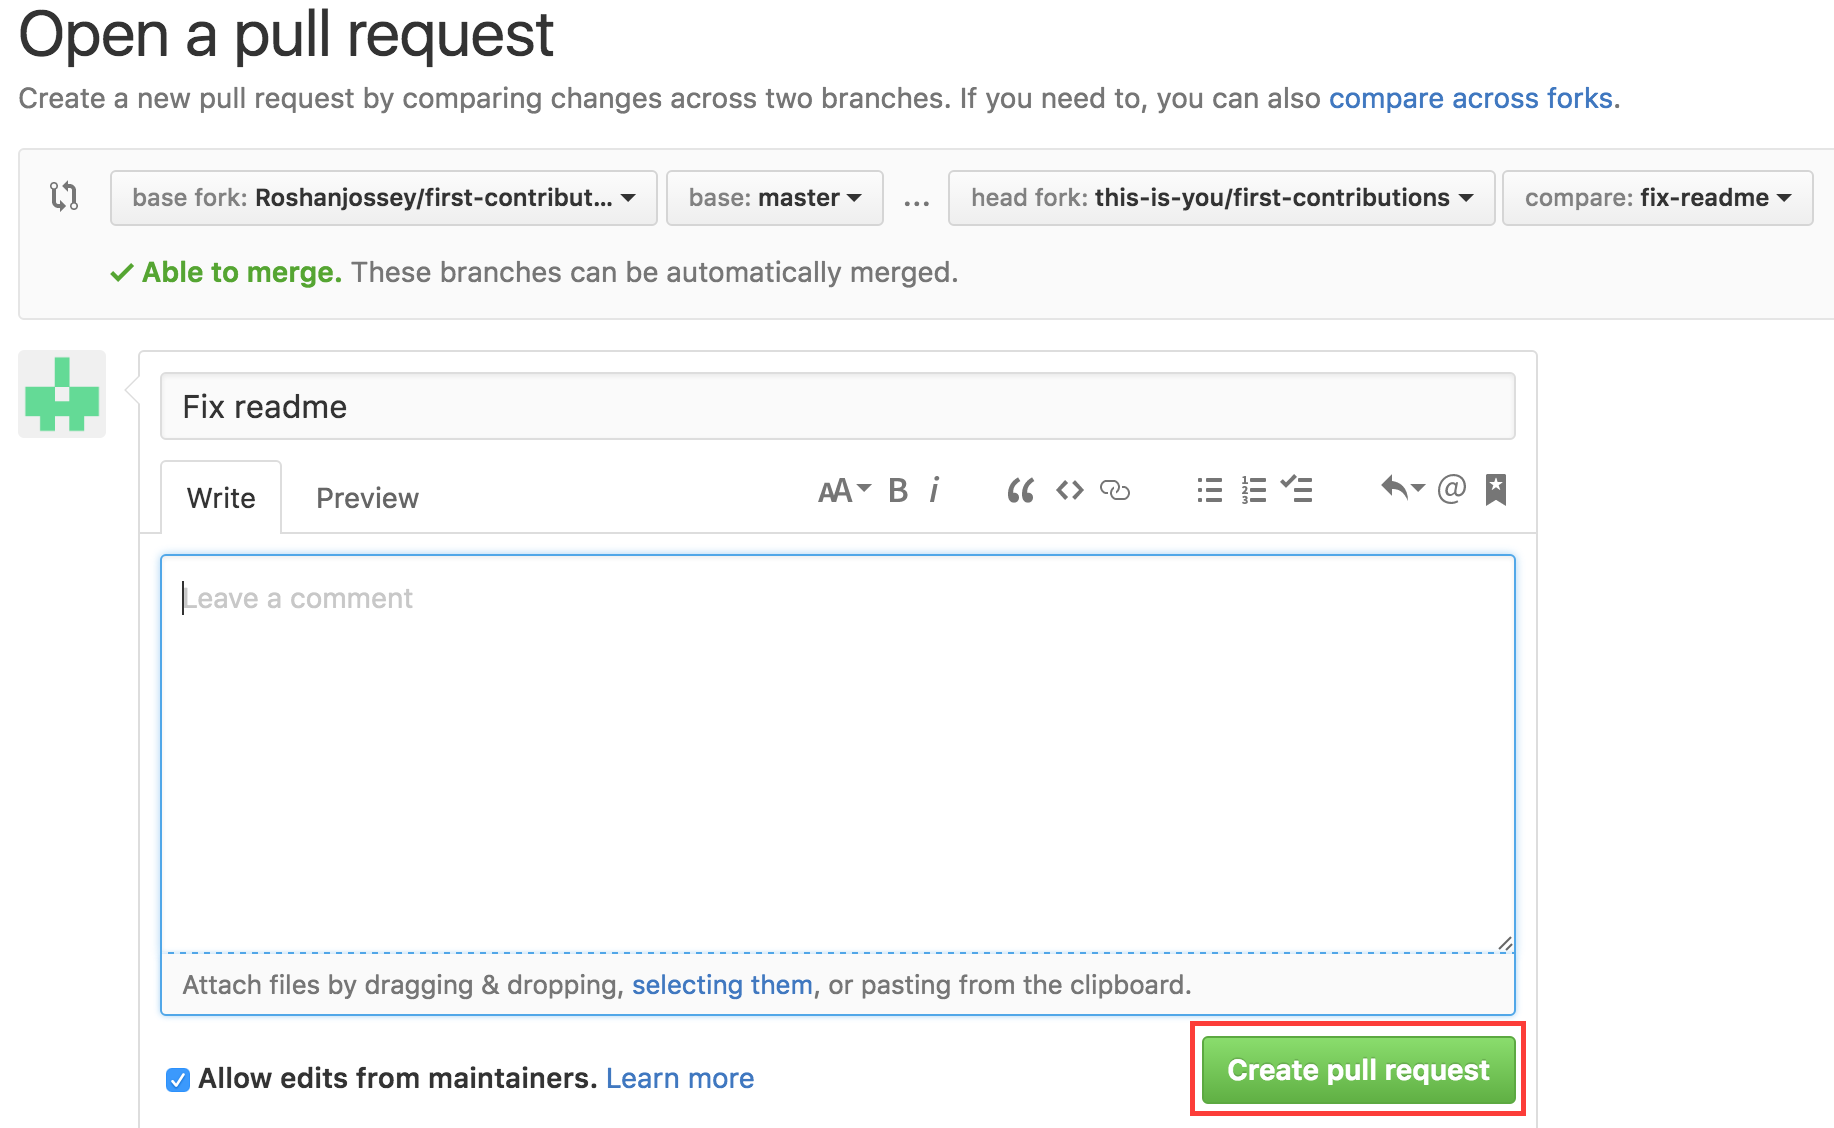 Open a pull request
Create a new pull request by comparing changes across two branches. If you need to, you can also compare across forks.
base fork: Roshanjossey/first-contribut... base: master ... head fork: this-is-you/first-contributions compare: fix-readme
Able to merge. These branches can be automatically merged.
Fix readme
Write Preview AA B i @
Leave a comment
Attach files by dragging & dropping, selecting them, or pasting from the clipboard.
Allow edits from maintainers. Learn more Create pull request